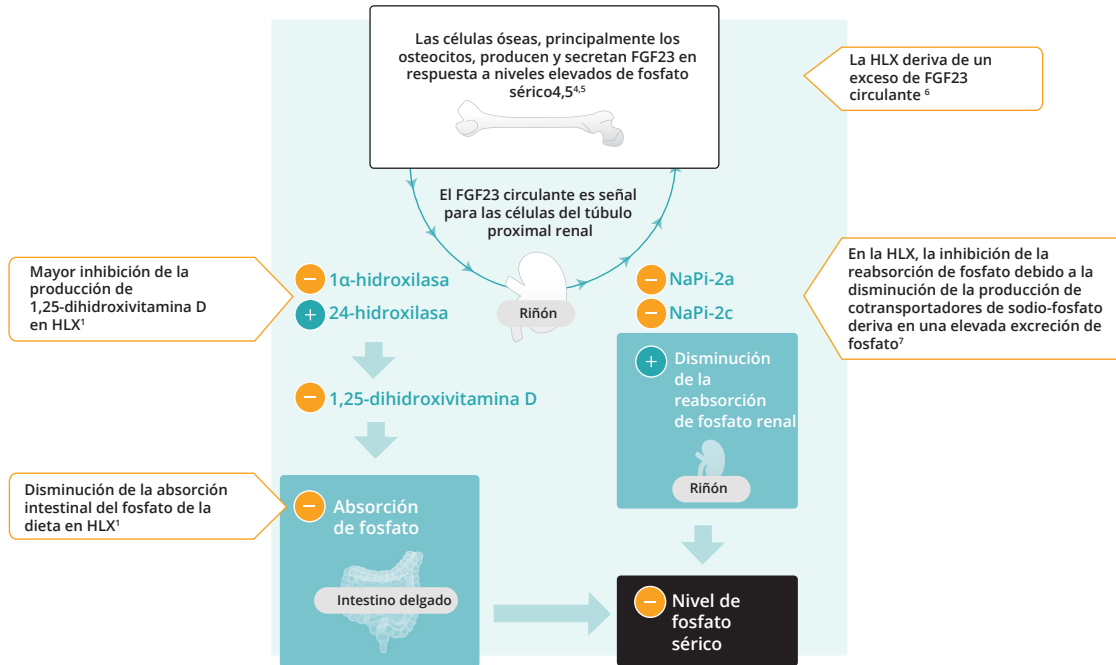 Las células óseas, principalmente los
osteocitos, producen y secretan FGF23 en
respuesta a niveles elevados de fosfato
sérico4,5⁴,⁵
La HLX deriva de un
exceso de FGF23
circulante ⁶
El FGF23 circulante es señal
para las células del túbulo
proximal renal
Mayor inhibición de la
producción de
1,25-dihidroxivitamina D
en HLX¹
− 1α-hidroxilasa
+ 24-hidroxilasa
Riñón
− NaPi-2a
− NaPi-2c
En la HLX, la inhibición de la
reabsorción de fosfato debido a la
disminución de la producción de
cotransportadores de sodio-fosfato
deriva en una elevada excreción de
fosfato⁷
− 1,25-dihidroxivitamina D
+ Disminución
de la
reabsorción
de fosfato renal
Riñón
Disminución de la absorción
intestinal del fosfato de la
dieta en HLX¹
− Absorción
de fosfato
Intestino delgado
− Nivel de
fosfato
sérico